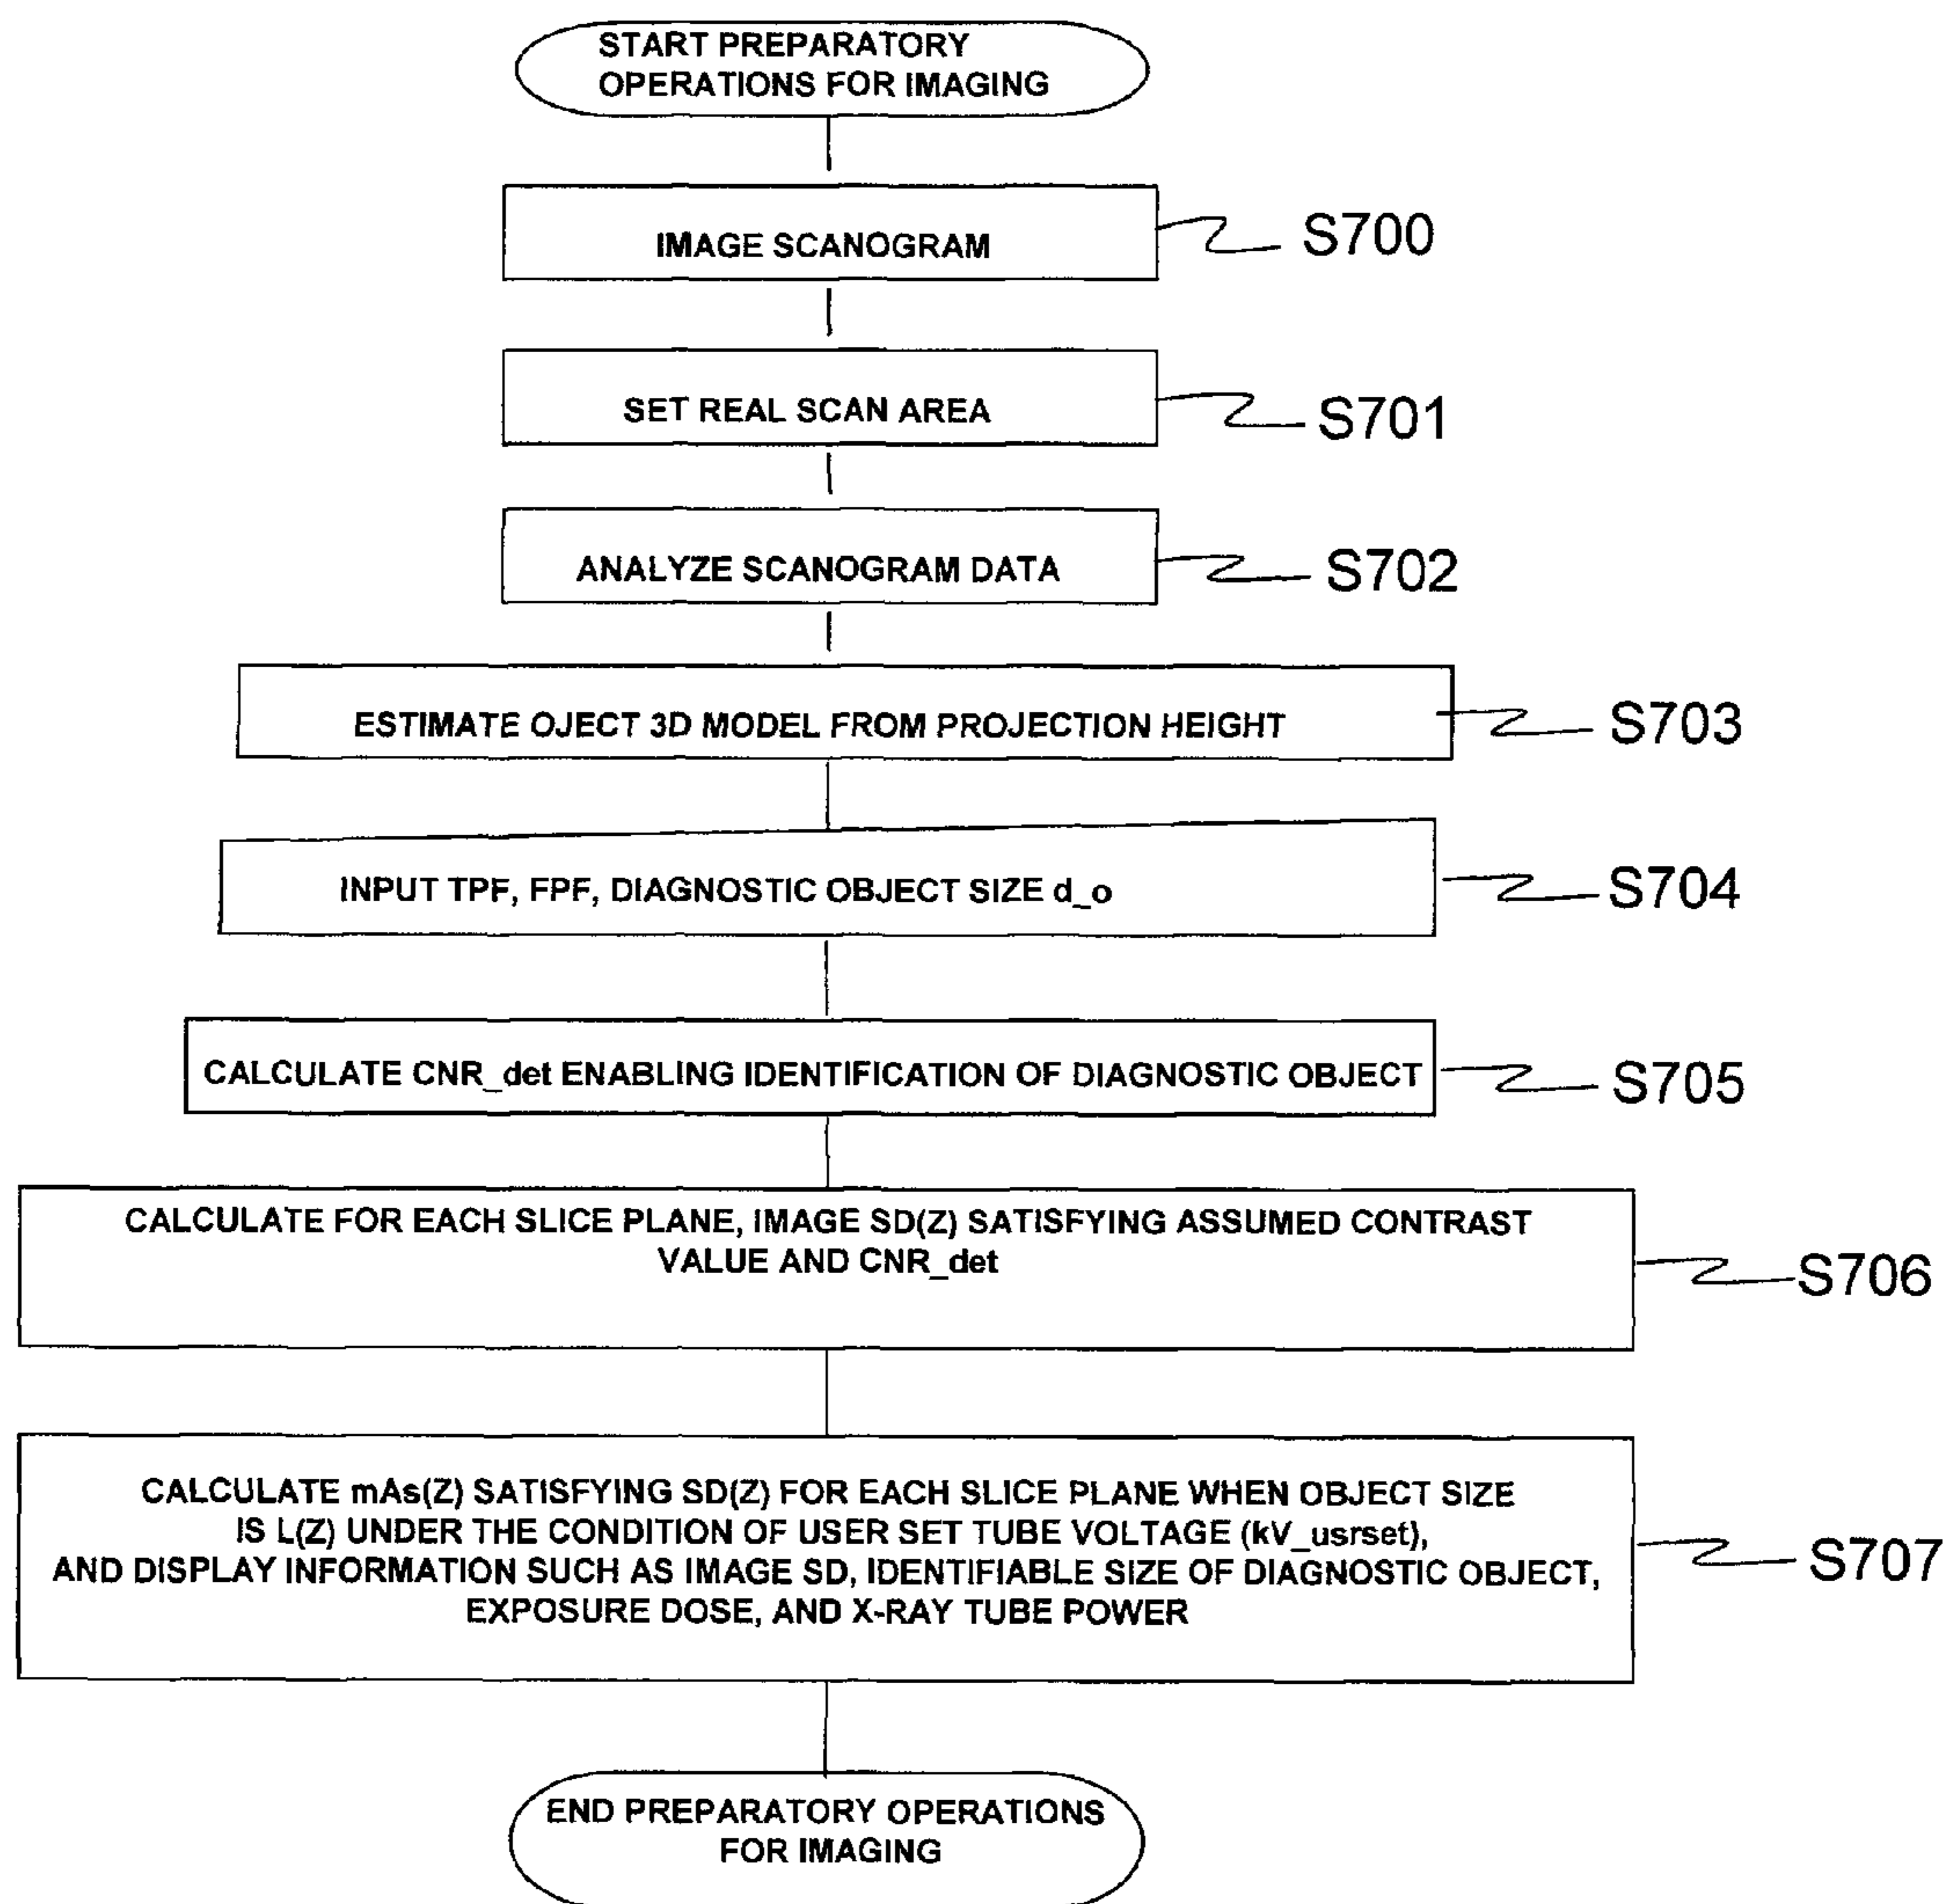 START PREPARATORY
OPERATIONS FOR IMAGING
IMAGE SCANOGRAM
S700
SET REAL SCAN AREA
S701
ANALYZE SCANOGRAM DATA
S702
ESTIMATE OJECT 3D MODEL FROM PROJECTION HEIGHT
S703
INPUT TPF, FPF, DIAGNOSTIC OBJECT SIZE d_o
S704
CALCULATE CNR_det ENABLING IDENTIFICATION OF DIAGNOSTIC OBJECT
S705
CALCULATE FOR EACH SLICE PLANE, IMAGE SD(Z) SATISFYING ASSUMED CONTRAST
VALUE AND CNR_det
S706
CALCULATE mAs(Z) SATISFYING SD(Z) FOR EACH SLICE PLANE WHEN OBJECT SIZE
IS L(Z) UNDER THE CONDITION OF USER SET TUBE VOLTAGE (kV_usrset),
AND DISPLAY INFORMATION SUCH AS IMAGE SD, IDENTIFIABLE SIZE OF DIAGNOSTIC OBJECT,
EXPOSURE DOSE, AND X-RAY TUBE POWER
S707
END PREPARATORY OPERATIONS
FOR IMAGING